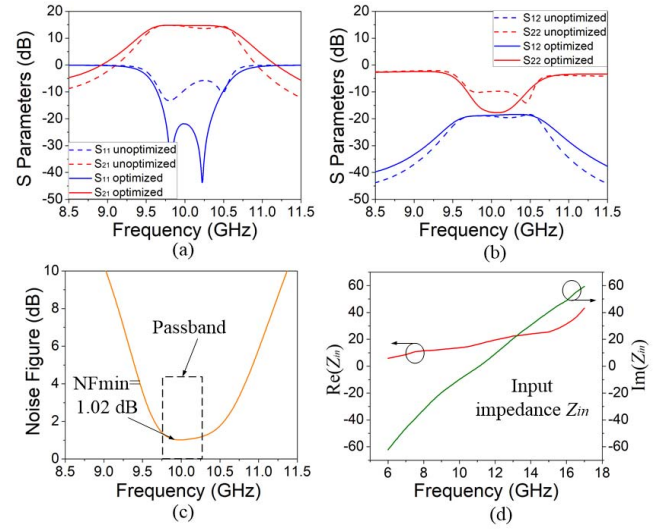 (a)
20
10
0
-10
-20
-30
-40
-50
S Parameters (dB)
S11 unoptimized
S21 unoptimized
S11 optimized
S21 optimized
8.5 9.0 9.5 10.0 10.5 11.0 11.5
Frequency (GHz)
(a)
(b)
20
10
0
-10
-20
-30
-40
-50
S Parameters (dB)
S12 unoptimized
S22 unoptimized
S12 optimized
S22 optimized
8.5 9.0 9.5 10.0 10.5 11.0 11.5
Frequency (GHz)
(b)
10
8
6
4
2
0
Noise Figure (dB)
Passband
NFmin=
1.02 dB
8.5 9.0 9.5 10.0 10.5 11.0 11.5
Frequency (GHz)
(c)
60
40
20
0
-20
-40
-60
Re(Zin)
Input
impedance Zin
60
40
20
0
-20
-40
-60
Im(Zin)
6 8 10 12 14 16 18
Frequency (GHz)
(d)